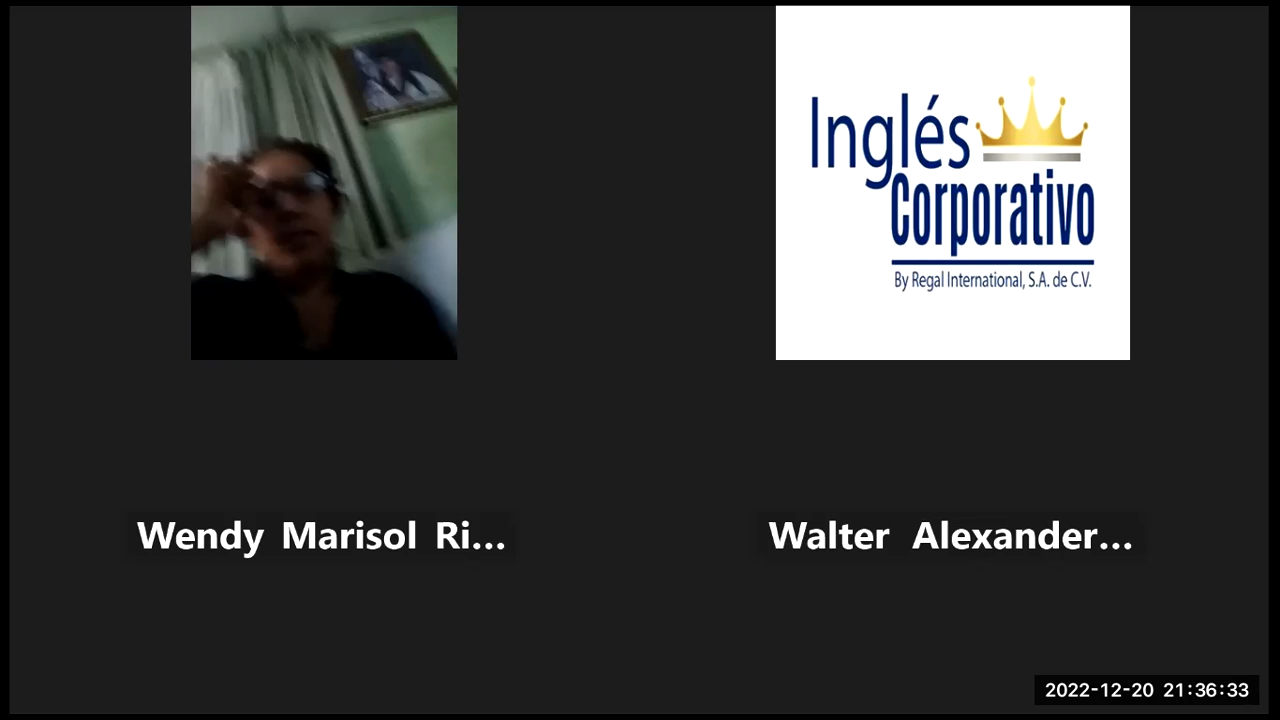 Inglés
Corporativo
By Regal International, S.A. de C.V.
Wendy Marisol Ri...
Walter Alexander...
2022-12-20 21:36:33